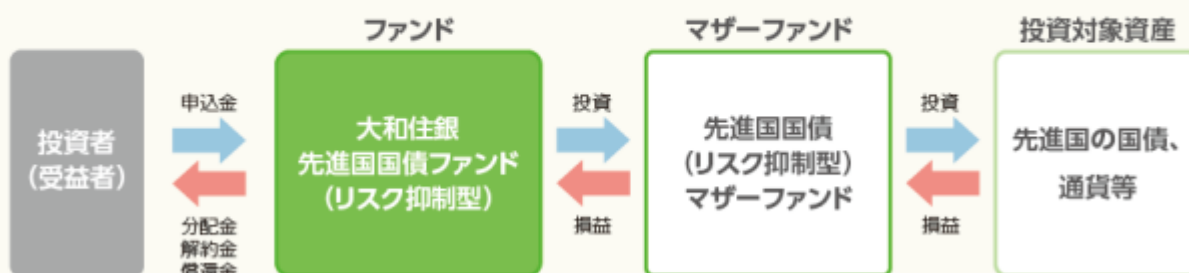 ファンド
マザーファンド
投資対象資産
投資者
(受益者)
申込金
分配金
解約金
償還金
大和住銀
先進国国債ファンド
(リスク抑制型)
投資
損益
先進国国債
(リスク抑制型)
マザーファンド
投資
損益
先進国の国債、
通貨等